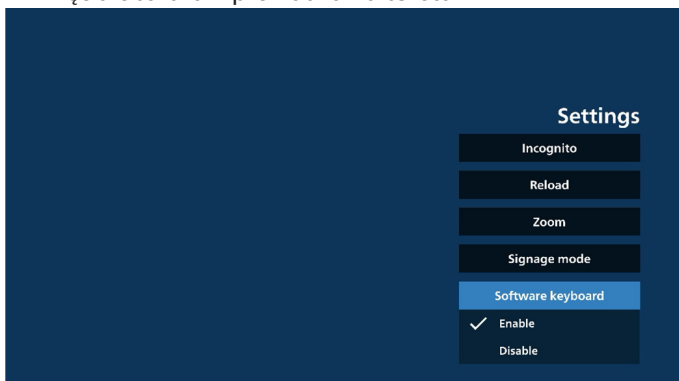 Settings
Incognito
Reload
Zoom
Signage mode
Software keyboard
Enable
Disable